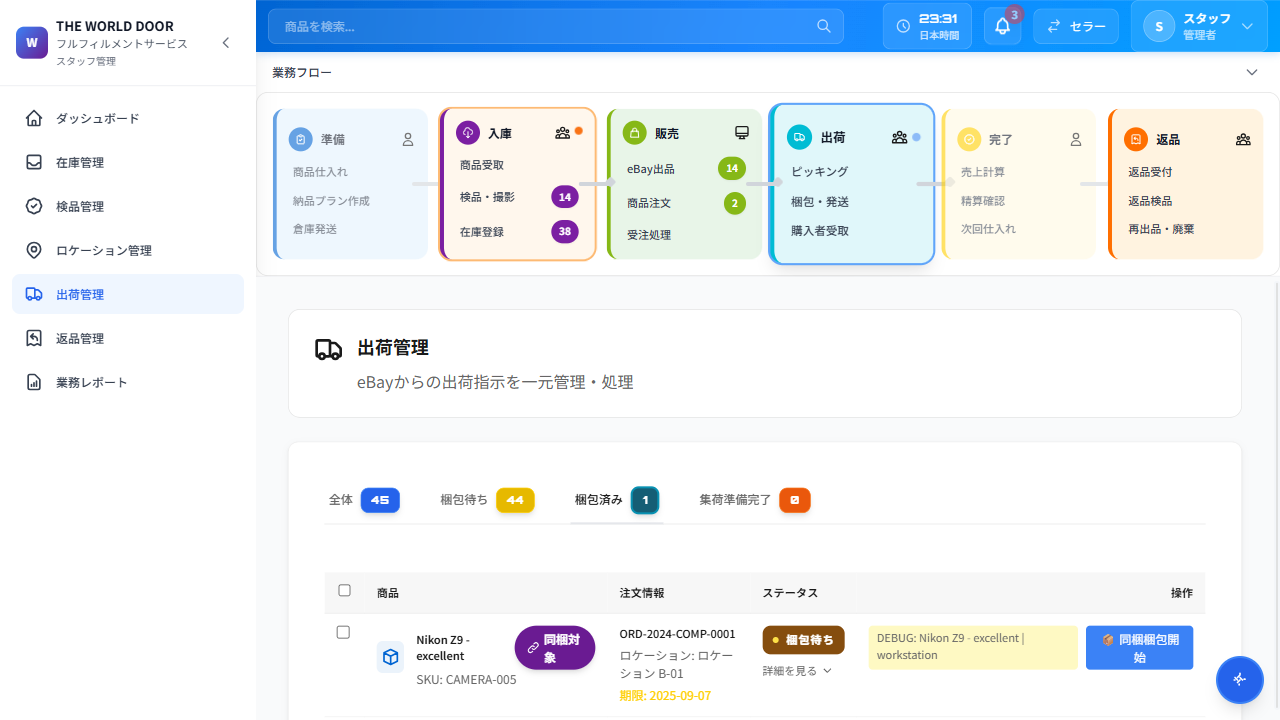 W
THE WORLD DOOR
フルフィルメントサービス
スタッフ管理
商品を検索...
23:31
日本時間
3
セラー
S
スタッフ
管理者
ダッシュボード
在庫管理
検品管理
ロケーション管理
出荷管理
返品管理
業務レポート
業務フロー
準備
商品仕入れ
納品プラン作成
倉庫発送
入庫
商品受取
検品・撮影 14
在庫登録 38
販売
eBay出品 14
商品注文 2
受注処理
出荷
ピッキング
梱包・発送
購入者受取
完了
売上計算
精算確認
次回仕入れ
返品
返品受付
返品検品
再出品・廃棄
出荷管理
eBayからの出荷指示を一元管理・処理
全体 45 梱包待ち 44 梱包済み 1 集荷準備完了 0
商品 注文情報 ステータス 操作
Nikon Z9 -
excellent
SKU: CAMERA-005
同梱対
象
ORD-2024-COMP-0001
ロケーション: ロケー
ション B-01
期限: 2025-09-07
梱包待ち
詳細を見る
DEBUG: Nikon Z9 - excellent |
workstation
📦 同梱梱包開
始